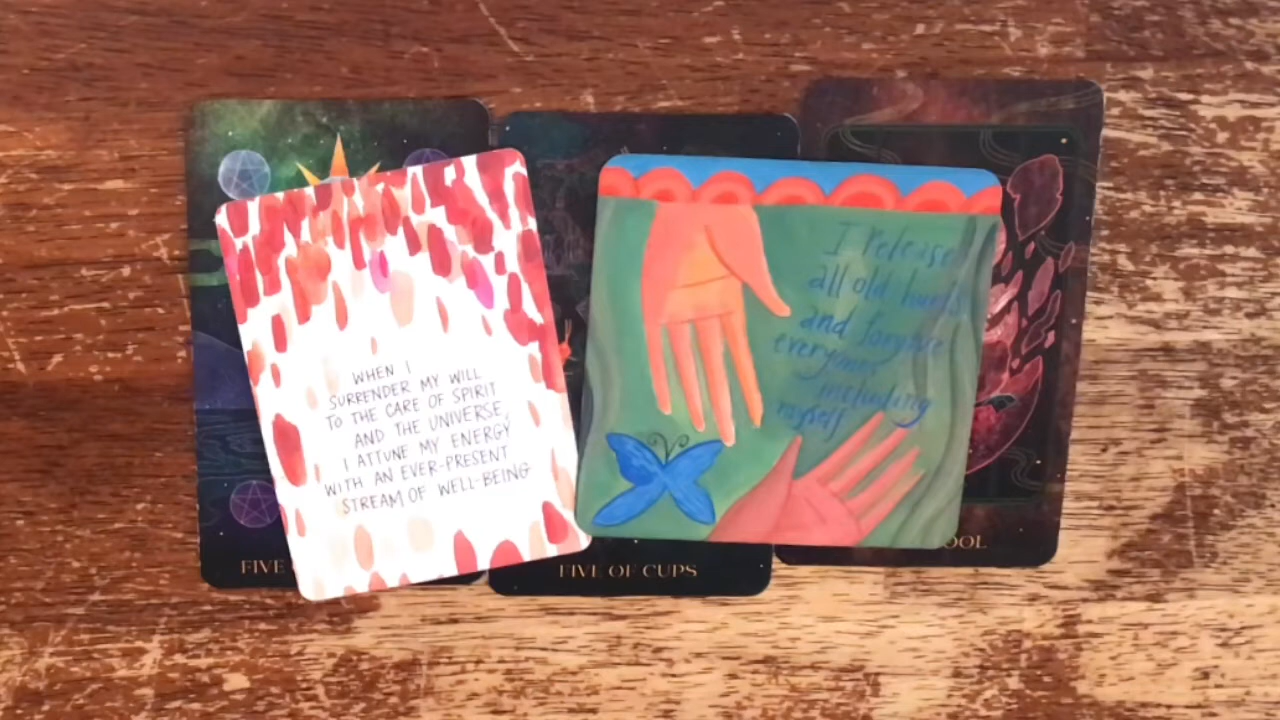 WHEN I
SURRENDER MY WILL
TO THE CARE OF SPIRIT
AND THE UNIVERSE,
I ATTUNE MY ENERGY
WITH AN EVER-PRESENT
STREAM OF WELL-BEING
I release
all old hurts
and forgive
everyone
including
myself
FIVE
FIVE OF CUPS
OOL